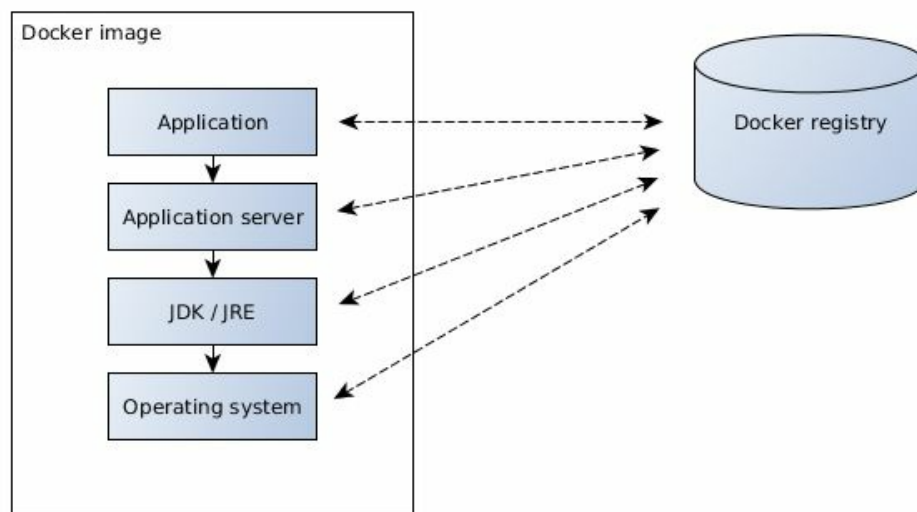 Docker image
Application
Docker registry
Application server
JDK / JRE
Operating system